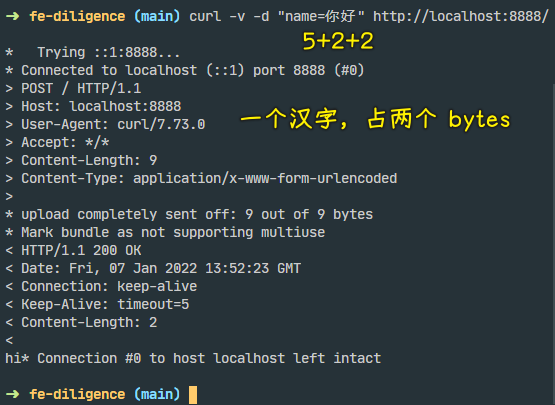 ➜ fe-diligence (main) curl -v -d "name=你好" http://localhost:8888/
5+2+2
*   Trying ::1:8888...
* Connected to localhost (::1) port 8888 (#0)
> POST / HTTP/1.1
> Host: localhost:8888
> User-Agent: curl/7.73.0
一个汉字，占两个 bytes
> Accept: */*
> Content-Length: 9
> Content-Type: application/x-www-form-urlencoded
>
* upload completely sent off: 9 out of 9 bytes
* Mark bundle as not supporting multiuse
< HTTP/1.1 200 OK
< Date: Fri, 07 Jan 2022 13:52:23 GMT
< Connection: keep-alive
< Keep-Alive: timeout=5
< Content-Length: 2
<
hi* Connection #0 to host localhost left intact
➜ fe-diligence (main)